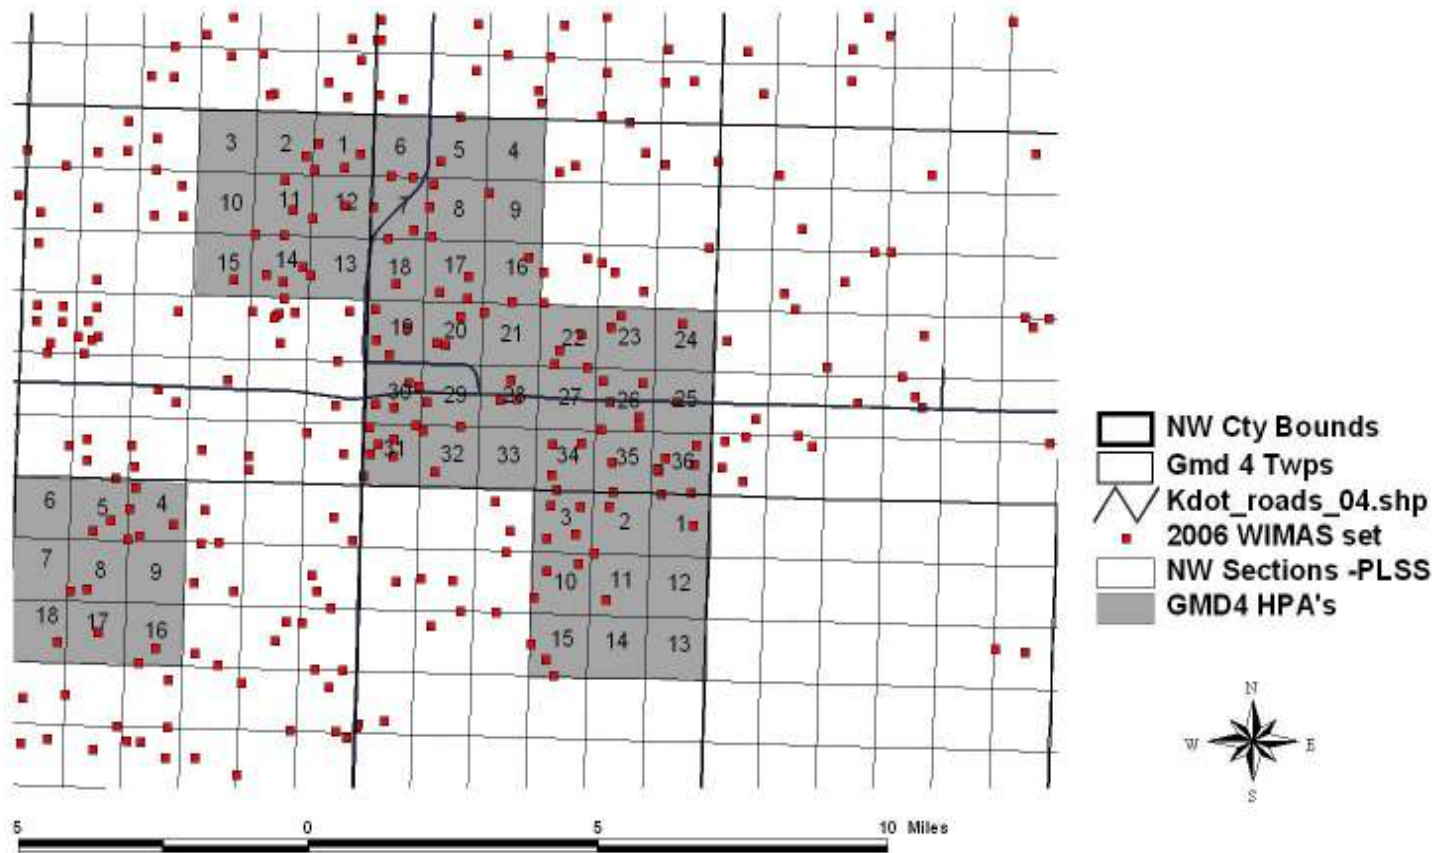 3 2 1 6 5 4
10 11 12 7 8 9
15 14 13 18 17 16
19 20 21 22 23 24
30 29 28 27 26 25
31 32 33 34 35 36
6 5 4 3 2 1
7 8 9 10 11 12
18 17 16 15 14 13
NW Cty Bounds
Gmd 4 Twps
Kdot_roads_04.shp
2006 WIMAS set
NW Sections -PLSS
GMD4 HPA's
N
W E
S
5 0 5 10 Miles